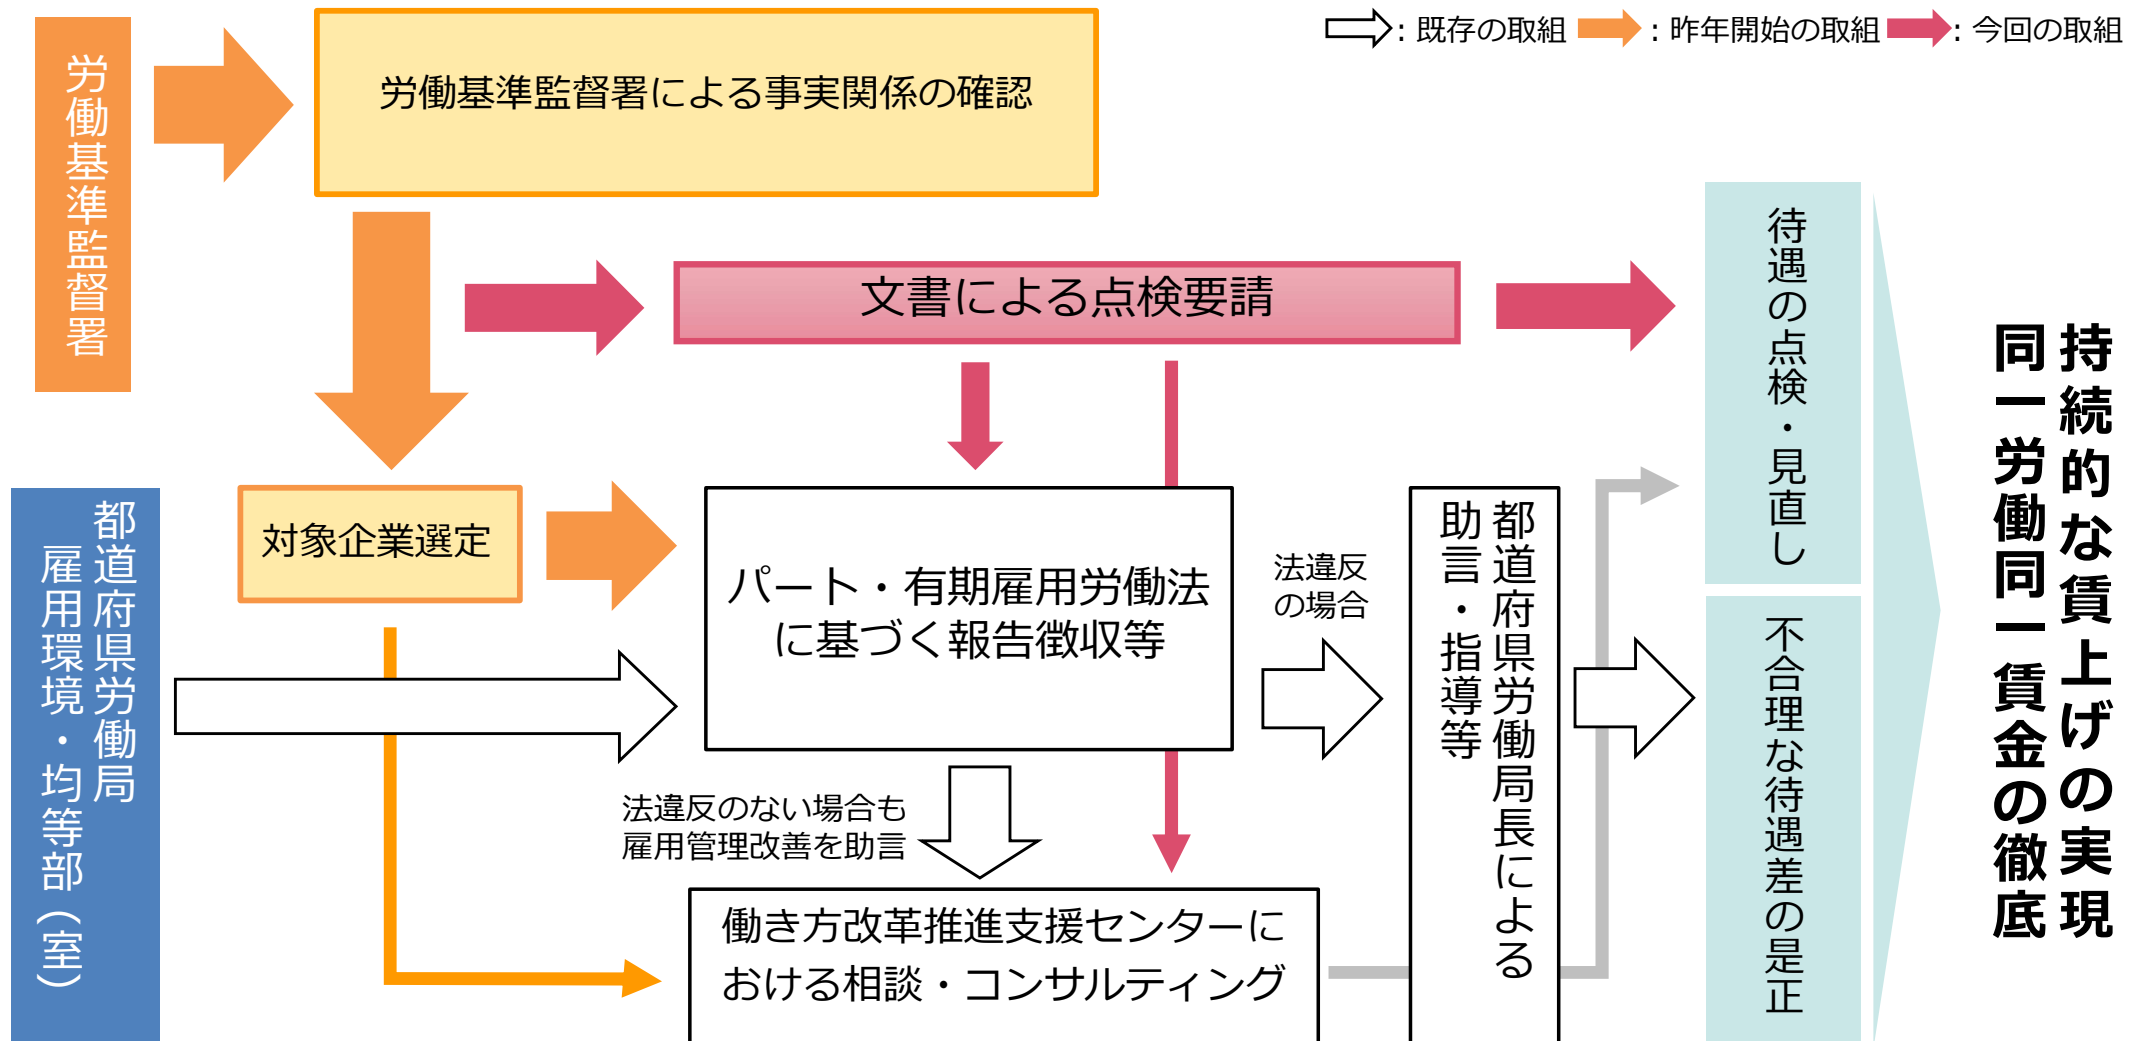 ：既存の取組
：昨年開始の取組
：今回の取組
労働基準監督署
労働基準監督署による事実関係の確認
文書による点検要請
都道府県労働局
雇用環境・均等部（室）
対象企業選定
パート・有期雇用労働法
に基づく報告徴収等
法違反
の場合
法違反のない場合も
雇用管理改善を助言
働き方改革推進支援センターに
おける相談・コンサルティング
都道府県労働局長による
助言・指導等
待遇の点検・見直し
不合理な待遇差の是正
持続的な賃上げの実現
同一労働同一賃金の徹底